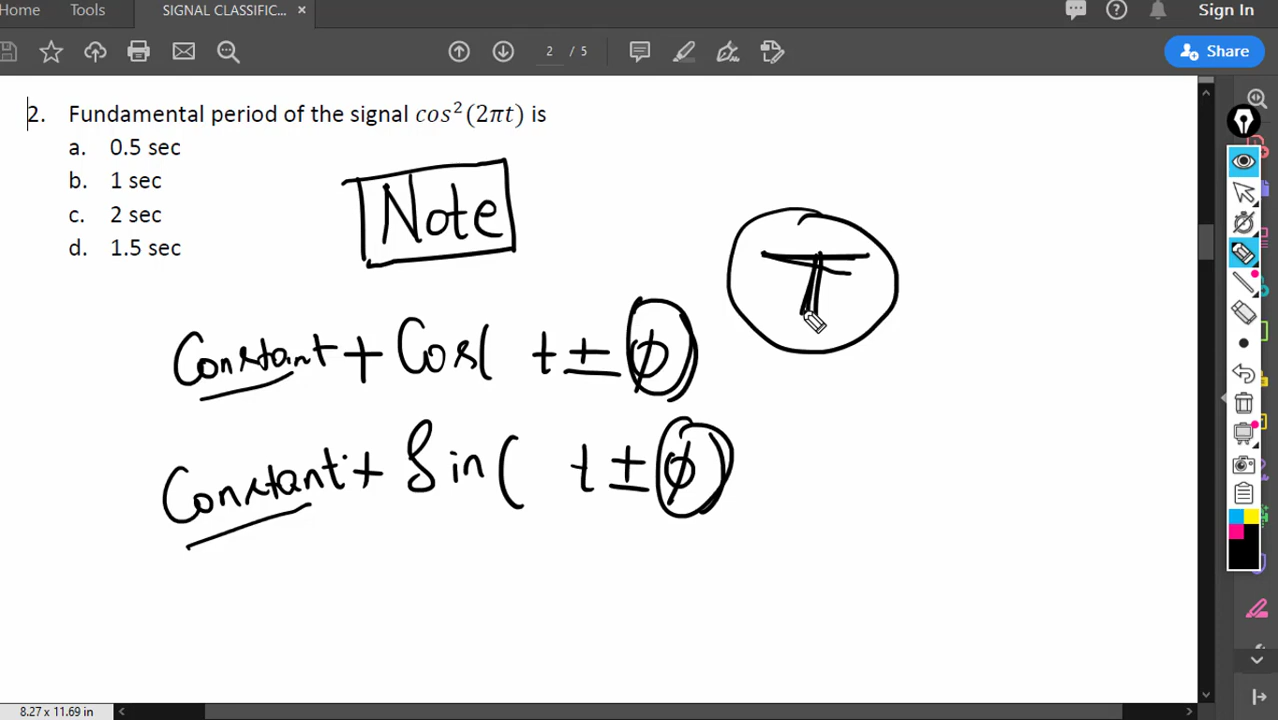 Home Tools SIGNAL CLASSIFIC... × Sign In
2 / 5 Share
2. Fundamental period of the signal cos²(2πt) is
a. 0.5 sec
b. 1 sec
c. 2 sec
d. 1.5 sec
Note
T
Constant + Cos( t ± φ
Constant + Sin( t ± φ
8.27 x 11.69 in